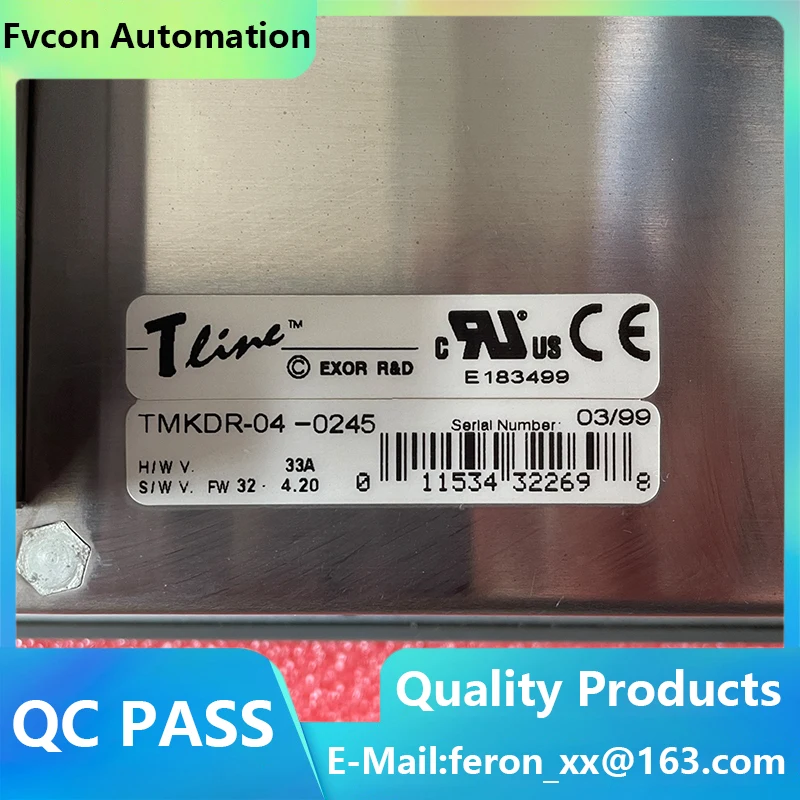 Fvcon Automation
Tline™
© EXOR R&D
c RU® US CE
E183499
TMKDR-04-0245
Serial Number: 03/99
H/W V. 33A
S/W V. FW 32- 4.20
0 11534 32269 8
QC PASS
Quality Products
E-Mail:feron_xx@163.com